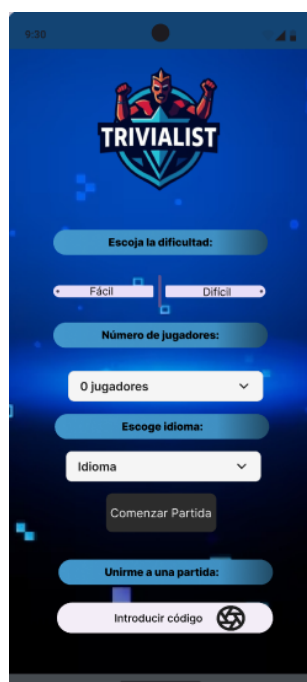 9:30
TRIVIALIST
Escoja la dificultad:
Fácil Difícil
Número de jugadores:
0 jugadores
Escoge idioma:
Idioma
Comenzar Partida
Unirme a una partida:
Introducir código